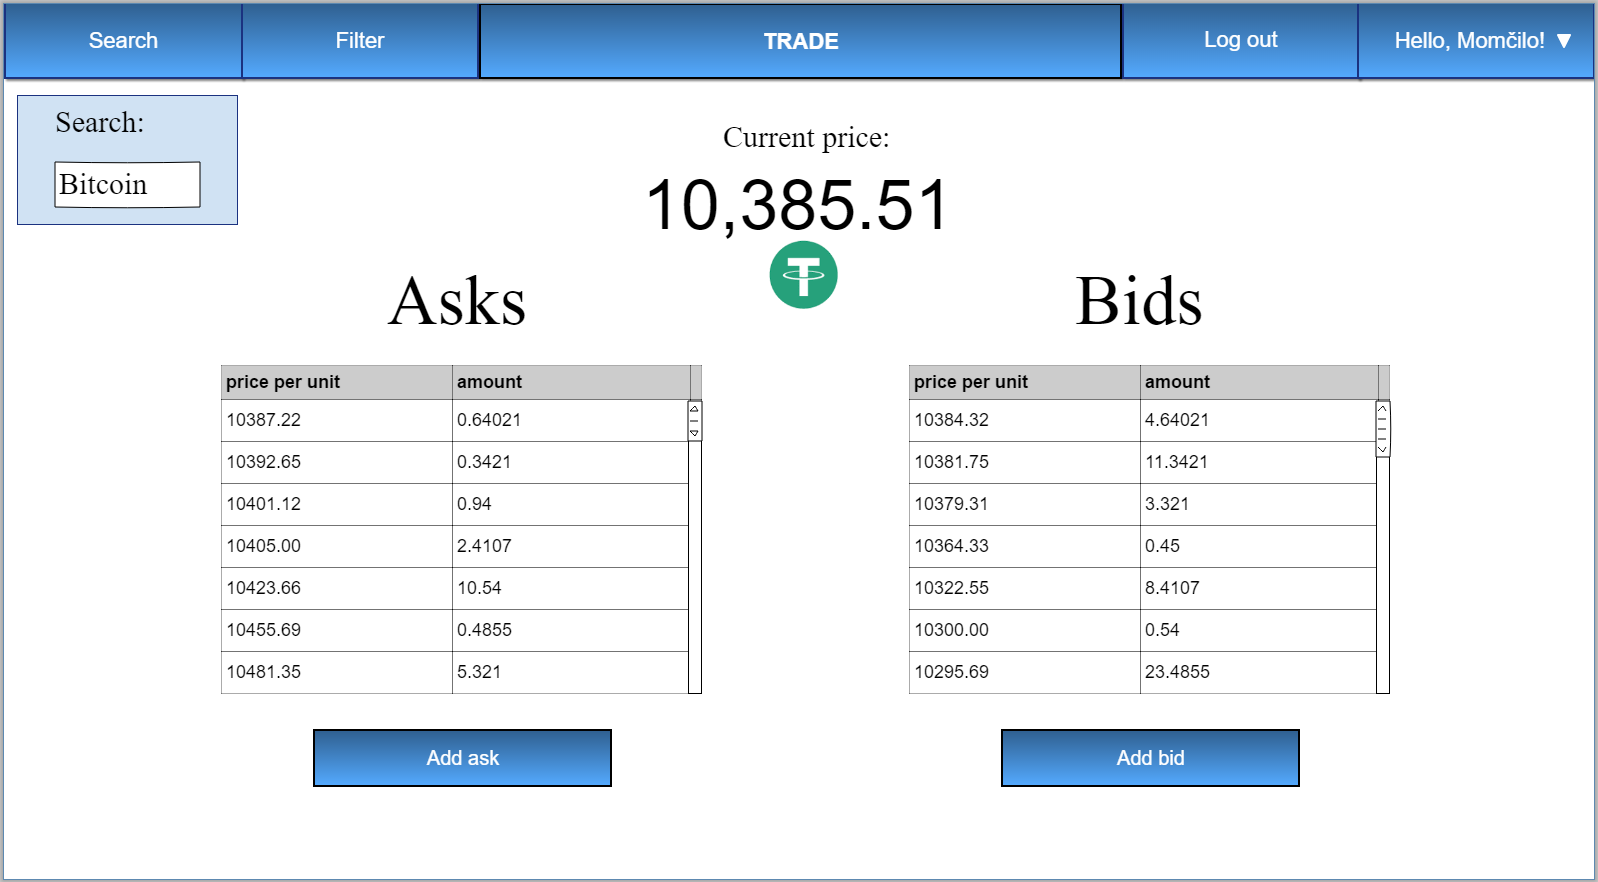 Search Filter TRADE Log out Hello, Momčilo! ▼
Search:
Bitcoin
Current price:
10,385.51
Asks
price per unit amount
10387.22 0.64021
10392.65 0.3421
10401.12 0.94
10405.00 2.4107
10423.66 10.54
10455.69 0.4855
10481.35 5.321
Add ask
Bids
price per unit amount
10384.32 4.64021
10381.75 11.3421
10379.31 3.321
10364.33 0.45
10322.55 8.4107
10300.00 0.54
10295.69 23.4855
Add bid